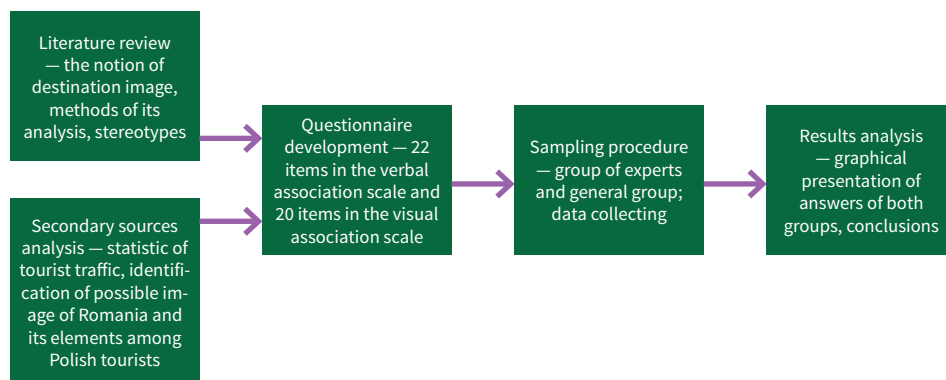 Literature review
— the notion of
destination image,
methods of its
analysis, stereotypes
Secondary sources
analysis — statistic of
tourist traffic, identifi-
cation of possible im-
age of Romania and
its elements among
Polish tourists
Questionnaire
development — 22
items in the verbal
association scale and
20 items in the visual
association scale
Sampling procedure
— group of experts
and general group;
data collecting
Results analysis
— graphical
presentation of
answers of both
groups, conclusions